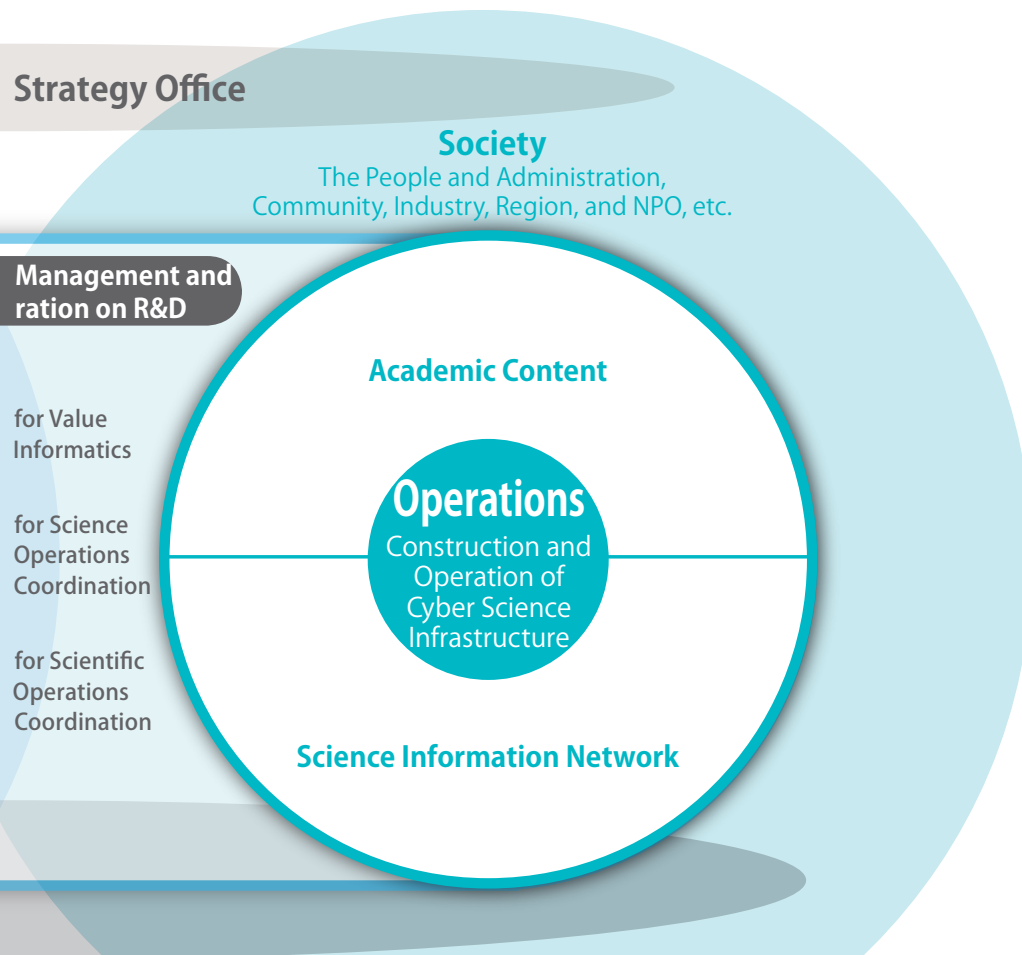 Strategy Office
Society
The People and Administration,
Community, Industry, Region, and NPO, etc.
Management and
ration on R&D
for Value
Informatics
for Science
Operations
Coordination
for Scientific
Operations
Coordination
Academic Content
Operations
Construction and
Operation of
Cyber Science
Infrastructure
Science Information Network